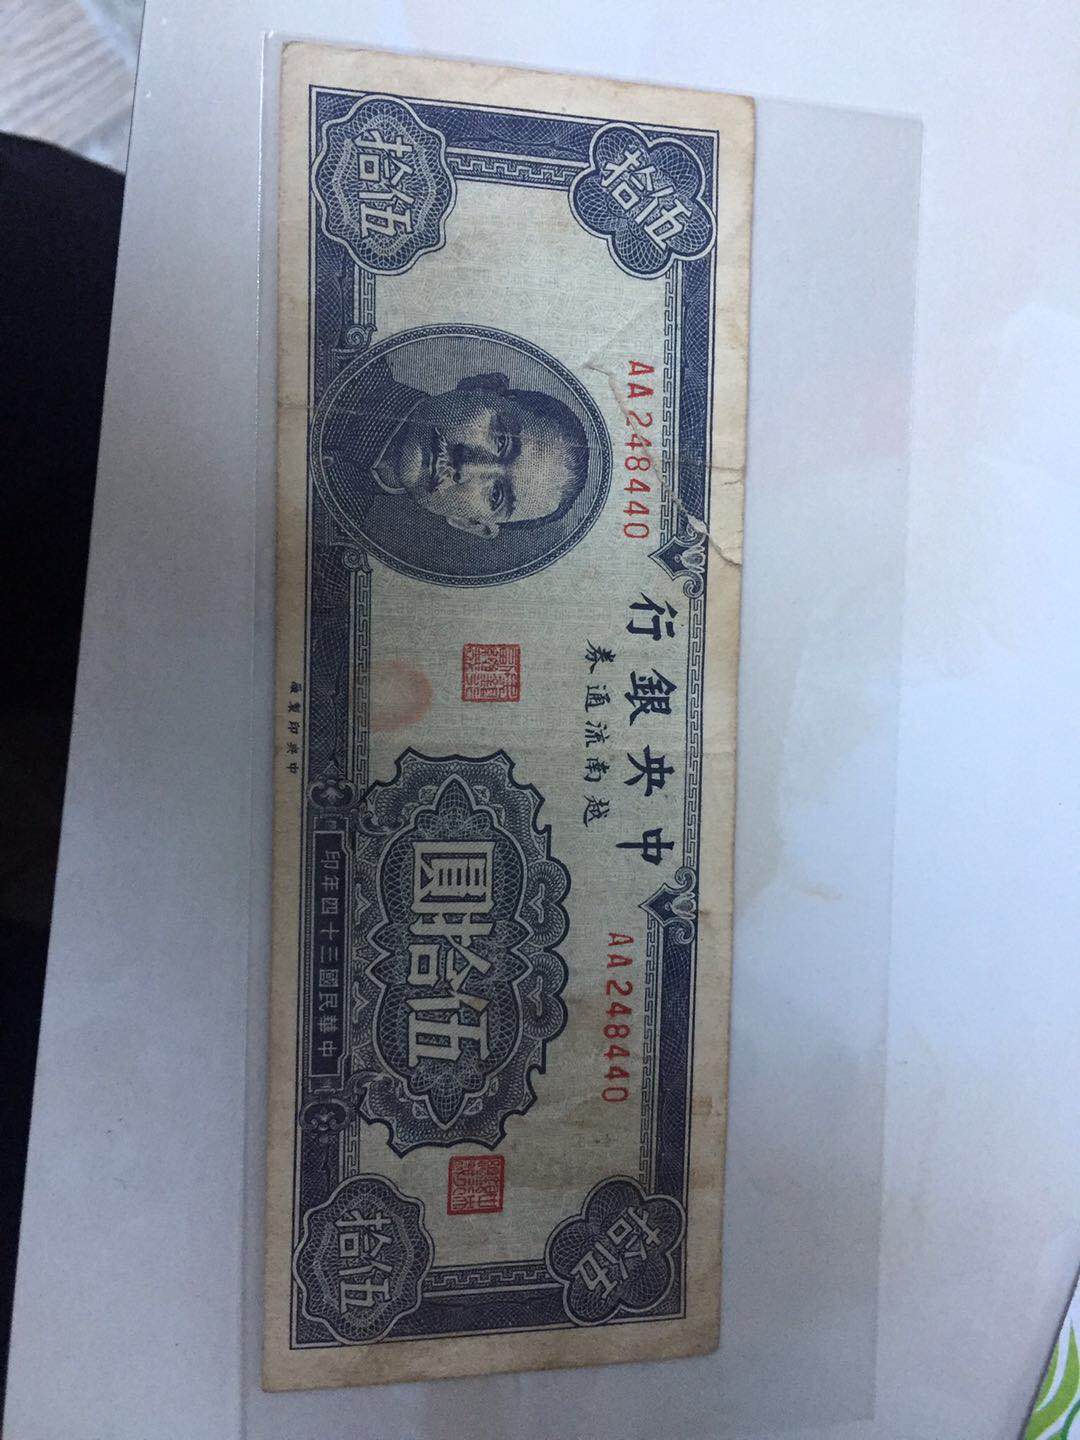 伍拾
伍拾
中央銀行
越南流通券
AA248440
AA248440
伍拾圓
伍拾
伍拾
中華民國三十四年印
中央印製廠